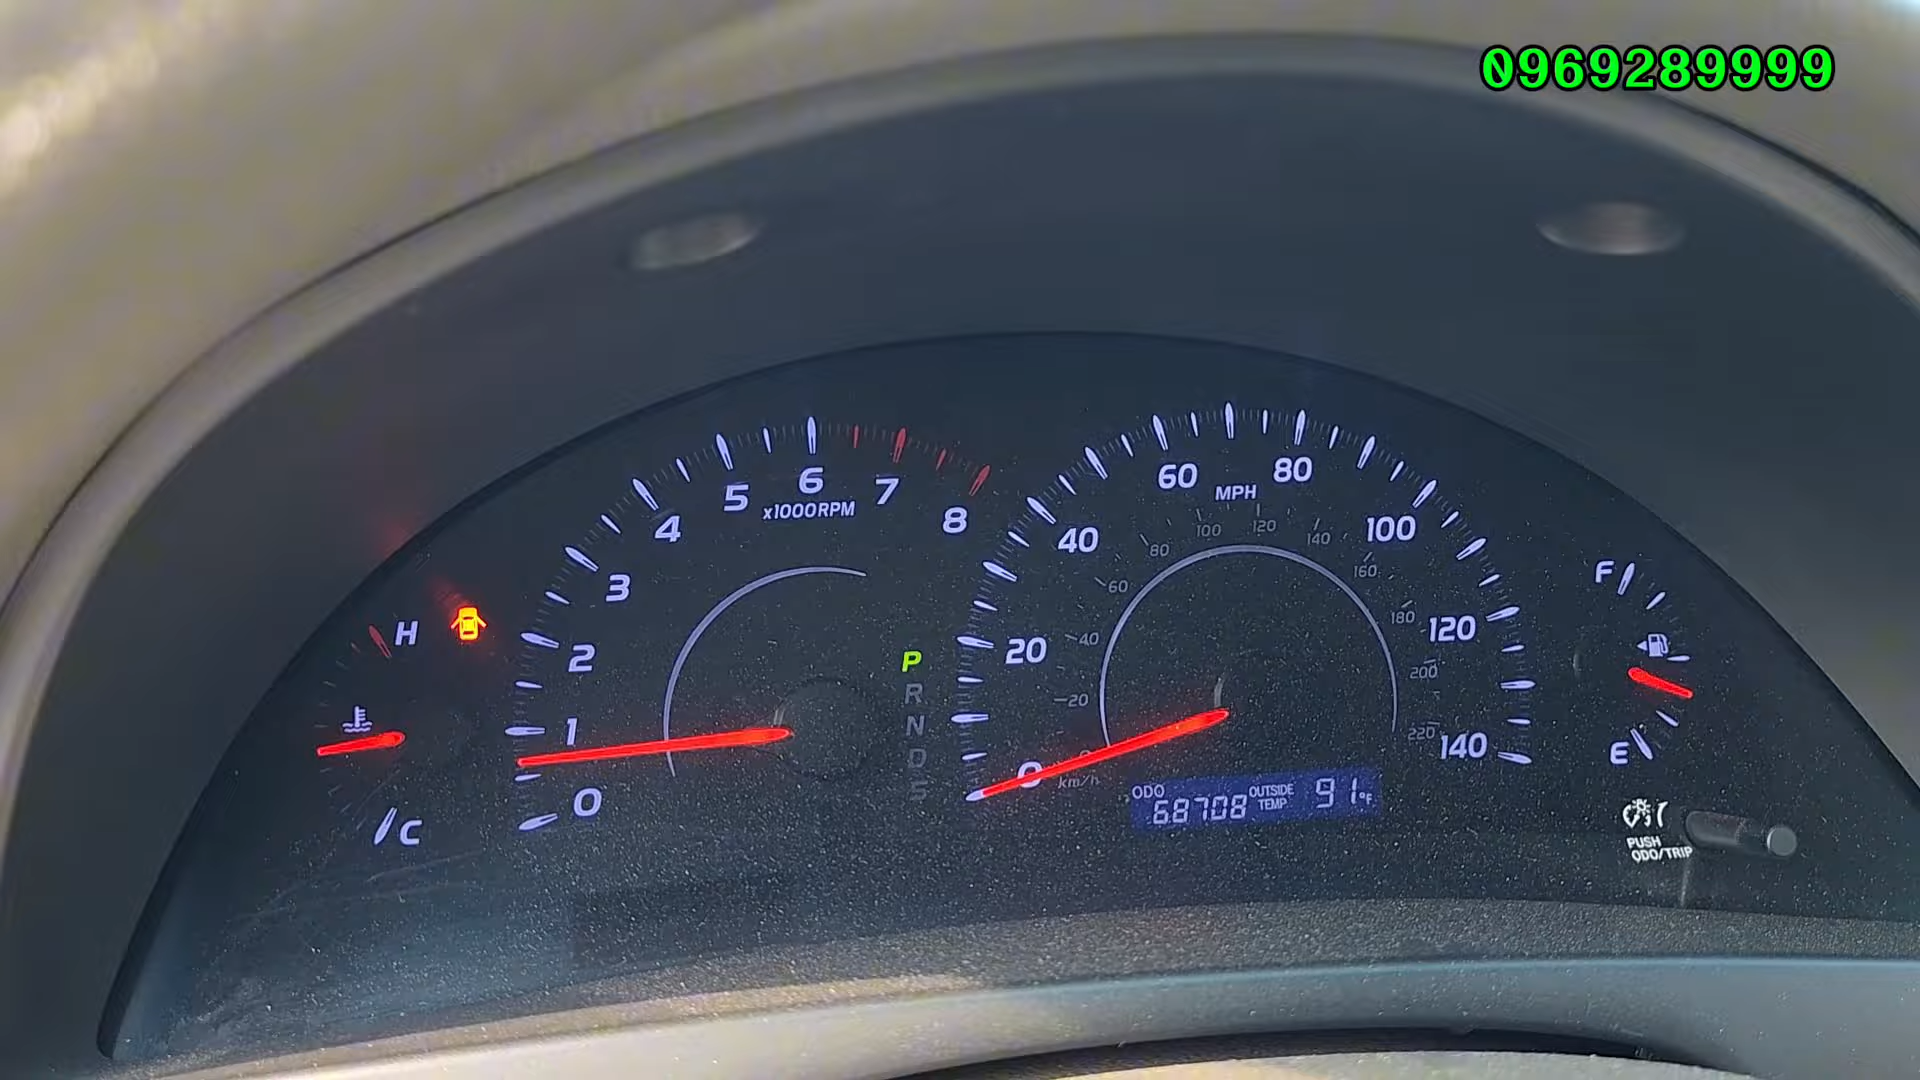 0969289999
5 6 7
x1000RPM
4 8
3
2
1
0
H
C
P
R
N
D
S
60 80
MPH
40 100
20 120
0 140
20
40
60
80
100
120
140
160
180
200
220
km/h
ODO
68708
OUTSIDE
TEMP
91°F
F
E
PUSH
ODO/TRIP